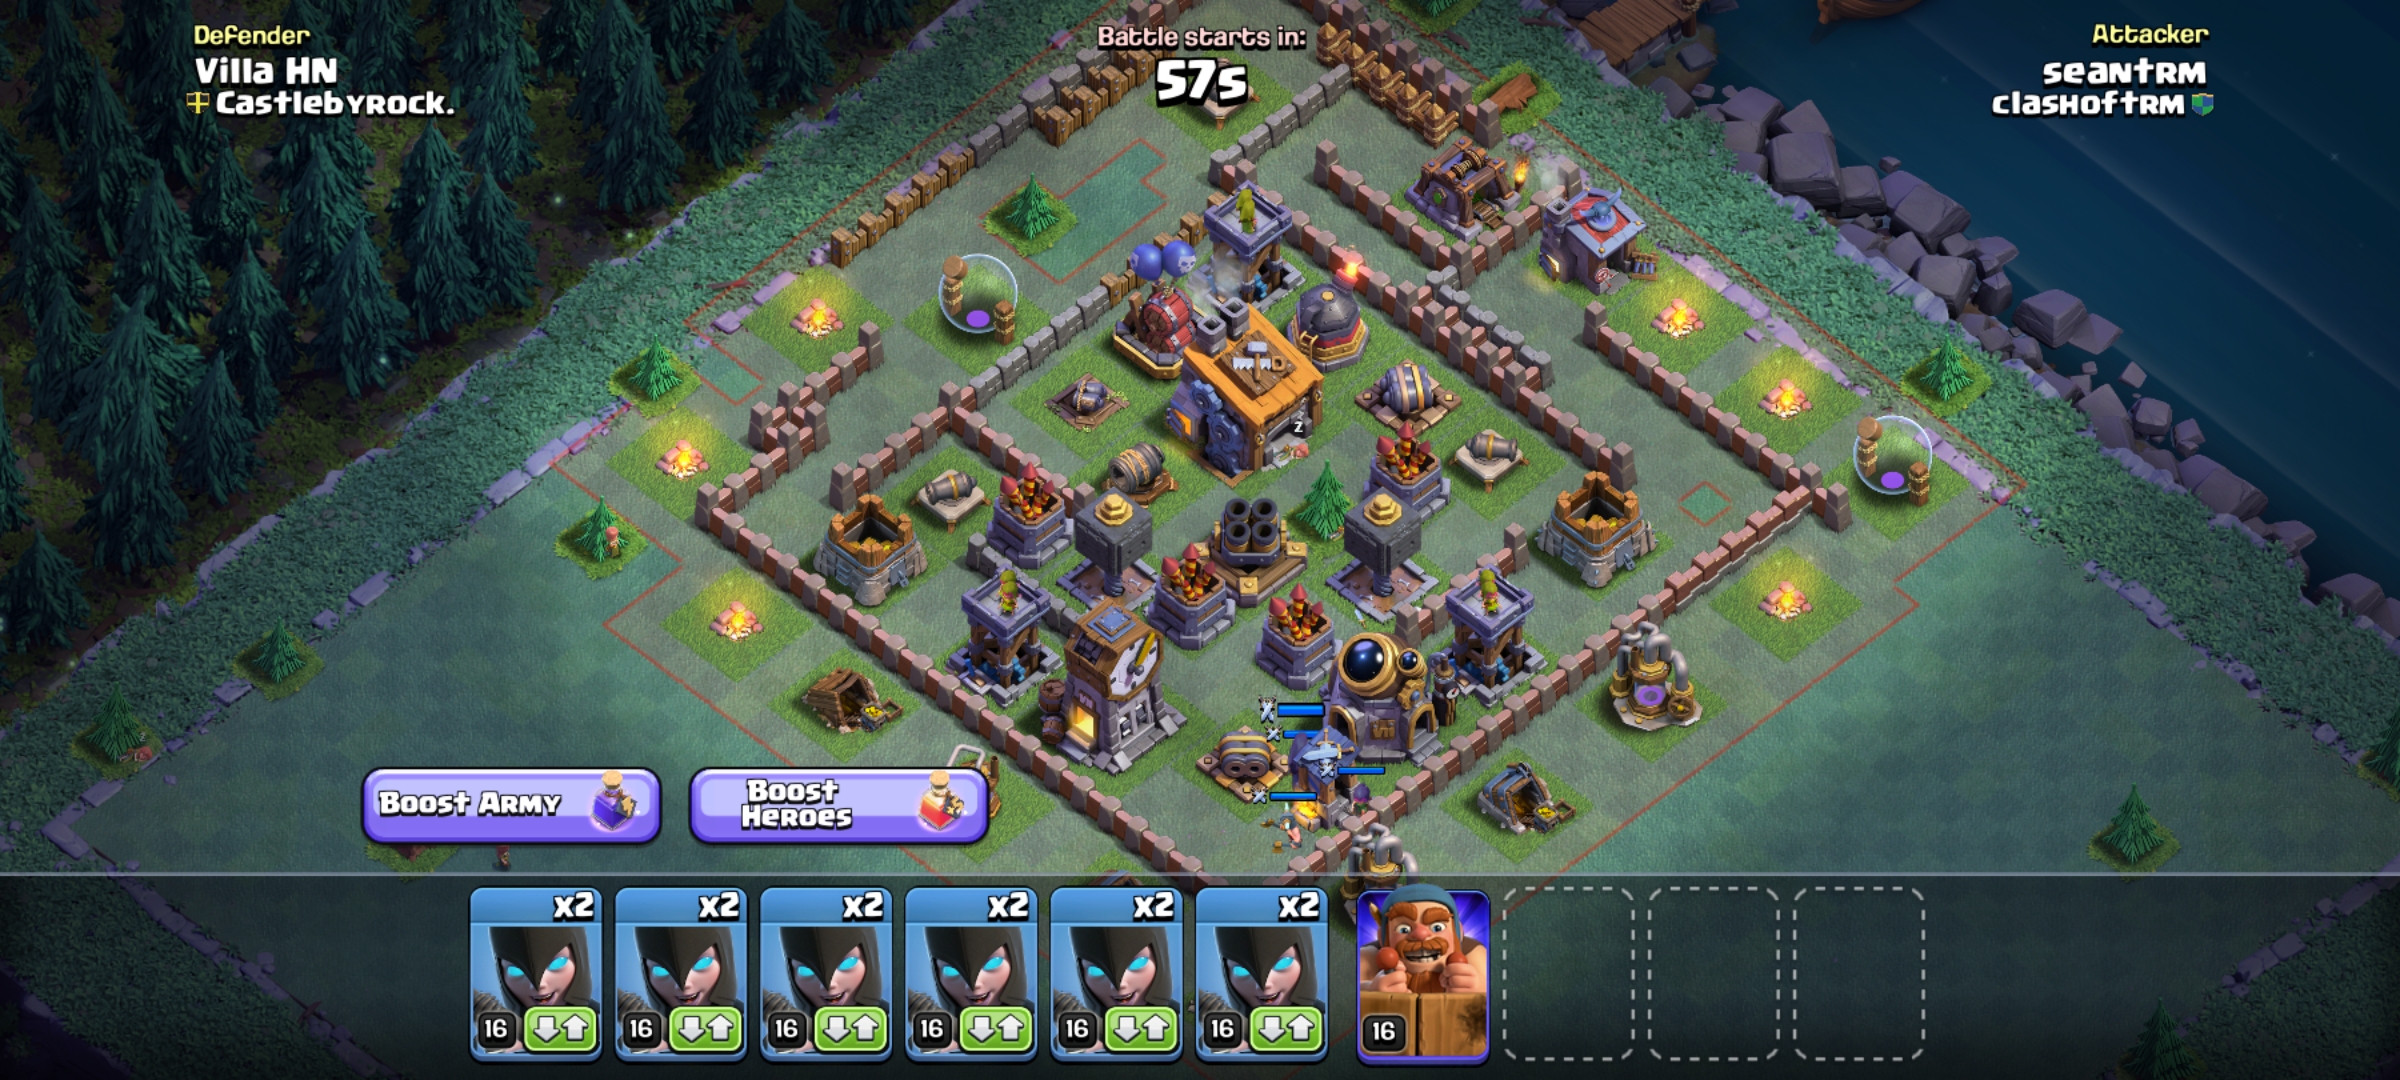 Defender
Villa HN
Castlebyrock.
Battle starts in:
57s
Attacker
seantrm
clashoftrm
z
Boost Army
Boost
Heroes
x2
x2
x2
x2
x2
x2
16
16
16
16
16
16
16